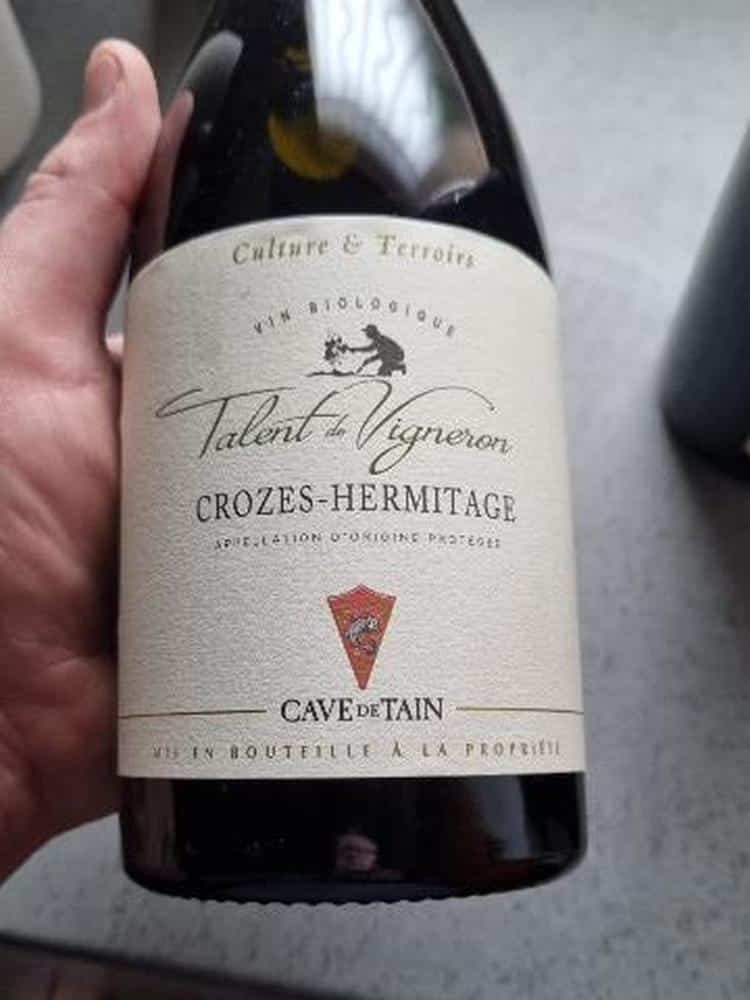 Culture & Terroirs
VIN BIOLOGIQUE
Talent de Vigneron
CROZES-HERMITAGE
APPELLATION D'ORIGINE PROTÉGÉE
CAVE DE TAIN
MIS EN BOUTEILLE À LA PROPRIÉTÉ